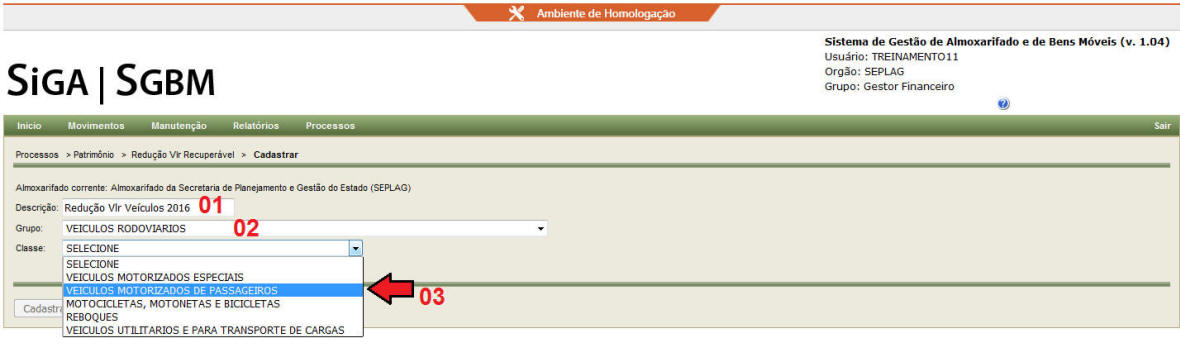 Ambiente de Homologação
Sistema de Gestão de Almoxarifado e de Bens Móveis (v. 1.04)
Usuário: TREINAMENTO11
Orgão: SEPLAG
Grupo: Gestor Financeiro
SIGA | SGBM
Inicio Movimentos Manutenção Relatórios Processos Sair
Processos > Patrimônio > Redução Vlr Recuperável > Cadastrar
Almoxarifado corrente: Almoxarifado da Secretaria de Planejamento e Gestão do Estado (SEPLAG)
Descrição: Redução Vlr Veículos 2016 01
Grupo: VEICULOS RODOVIARIOS 02
Classe: SELECIONE
SELECIONE
VEICULOS MOTORIZADOS ESPECIAIS
VEICULOS MOTORIZADOS DE PASSAGEIROS 03
MOTOCICLETAS, MOTONETAS E BICICLETAS
REBOQUES
VEICULOS UTILITARIOS E PARA TRANSPORTE DE CARGAS